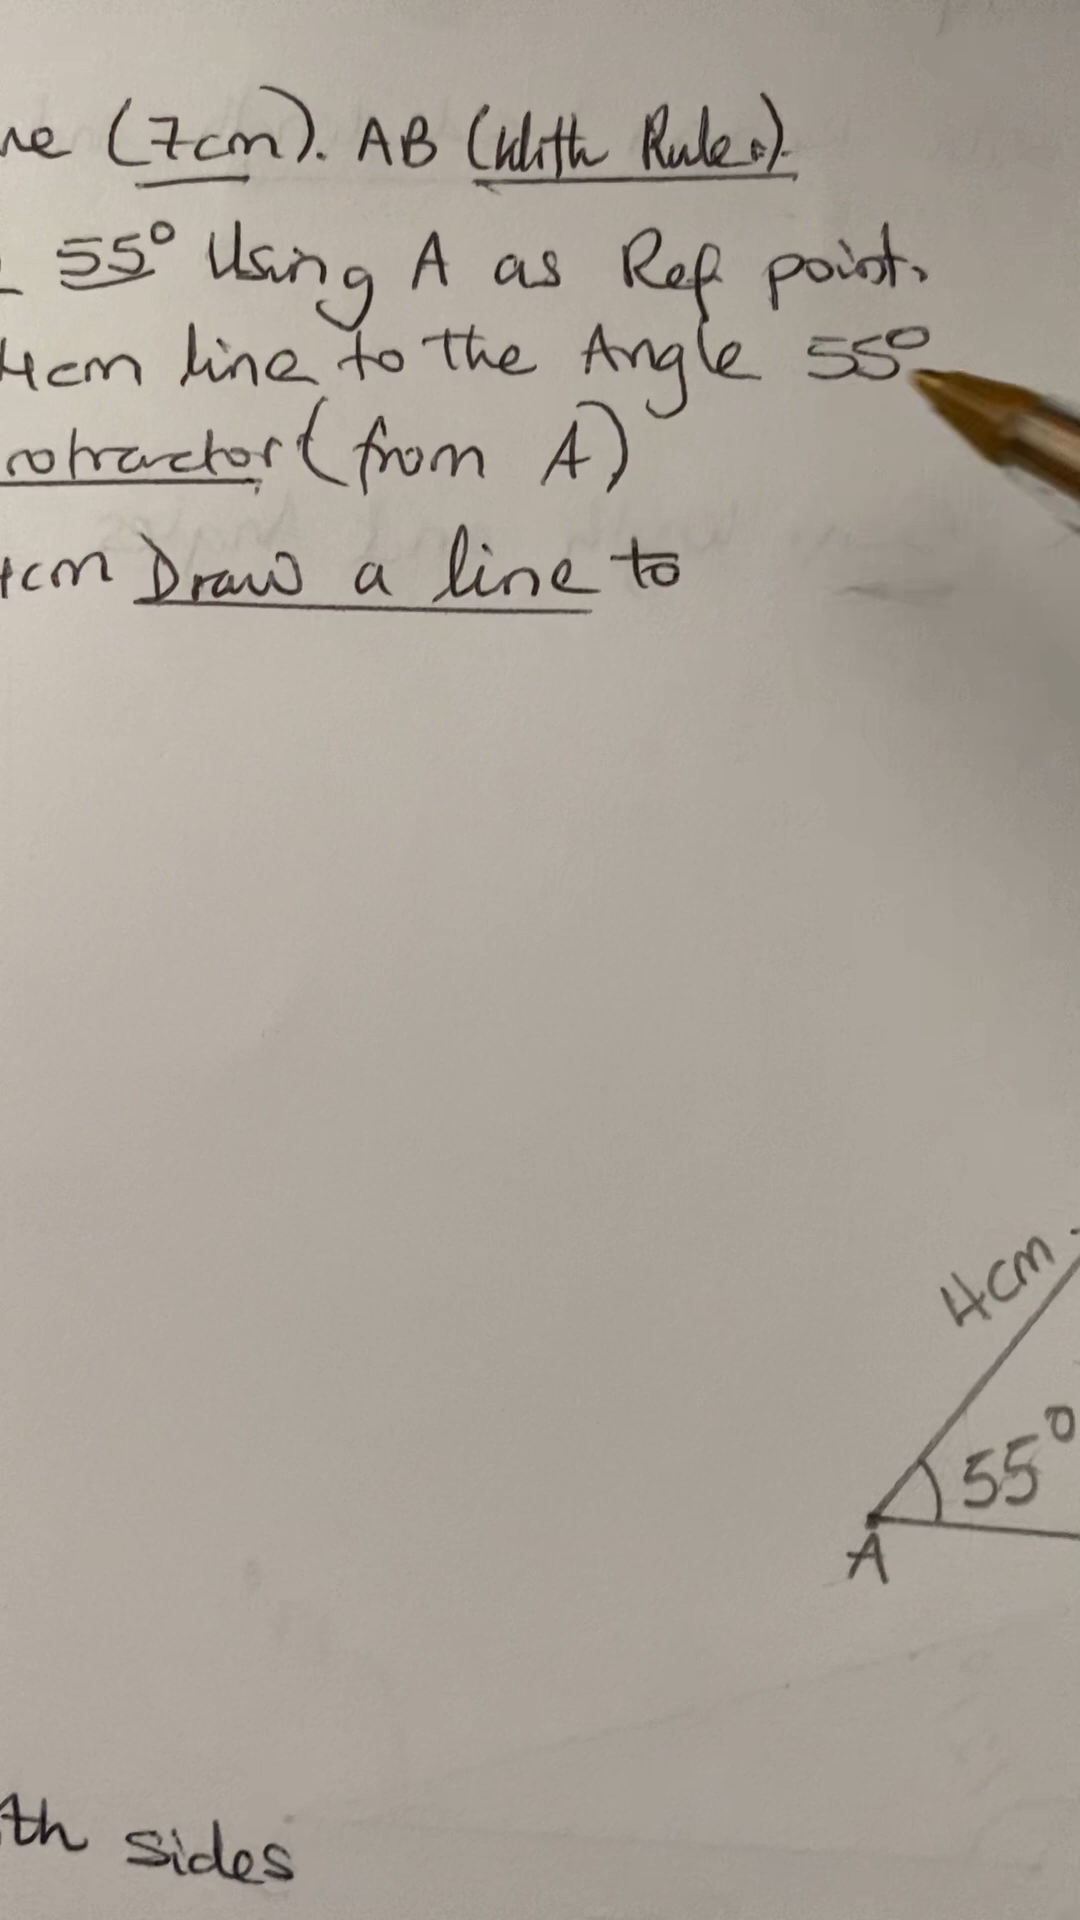 ne (7cm). AB (With Ruler).
55° Using A as Ref point.
4cm line to the Angle 55°
rotractor (from A)
4cm Draw a line to
4cm
55°
A
th sides